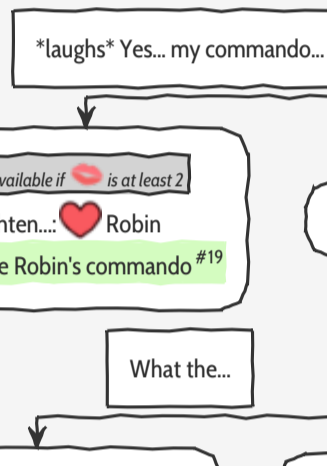 *laughs* Yes... my commando...
vailable if is at least 2
nten...: Robin
e Robin's commando #19
What the...